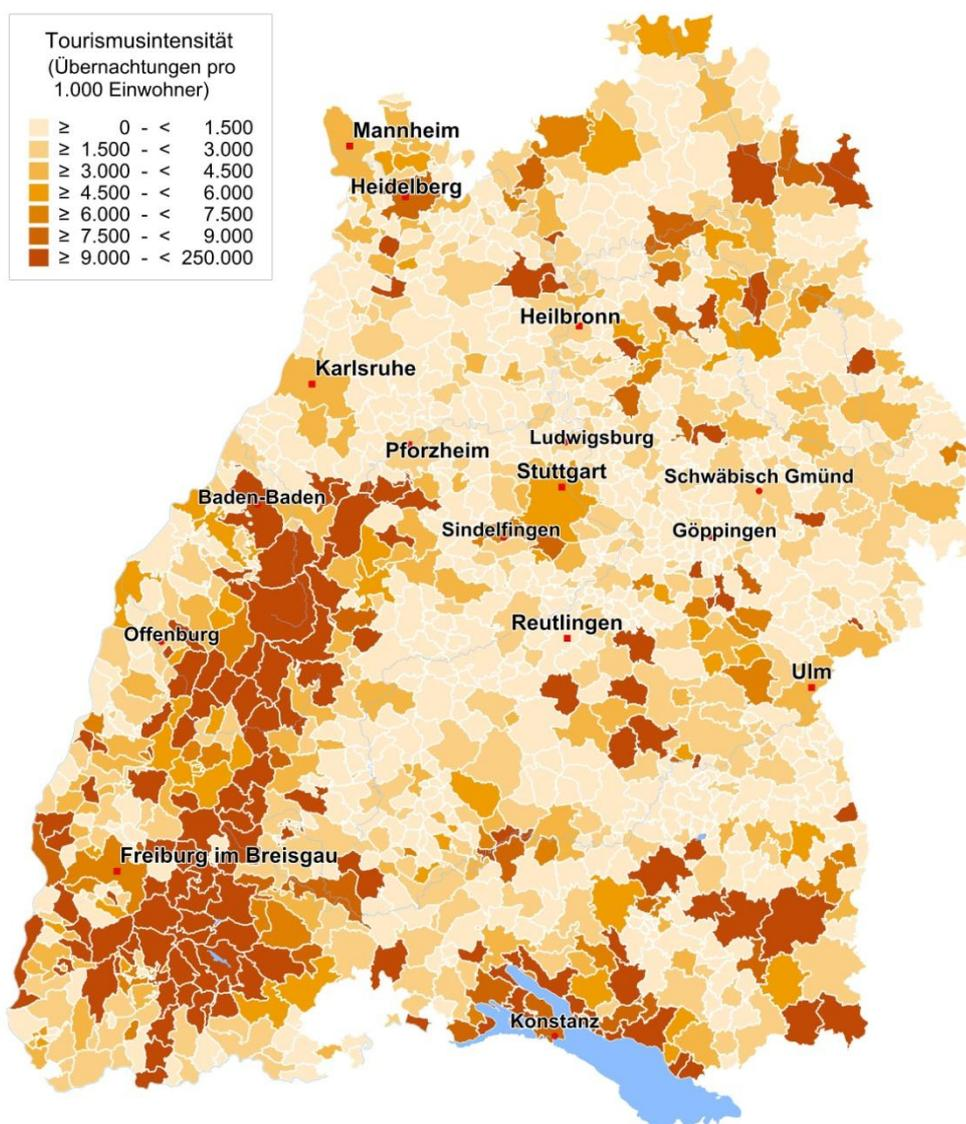 Tourismusintensität
(Übernachtungen pro
1.000 Einwohner)
≥ 0 - < 1.500
≥ 1.500 - < 3.000
≥ 3.000 - < 4.500
≥ 4.500 - < 6.000
≥ 6.000 - < 7.500
≥ 7.500 - < 9.000
≥ 9.000 - < 250.000
Mannheim
Heidelberg
Heilbronn
Karlsruhe
Pforzheim
Ludwigsburg
Stuttgart
Schwäbisch Gmünd
Baden-Baden
Sindelfingen
Göppingen
Offenburg
Reutlingen
Ulm
Freiburg im Breisgau
Konstanz